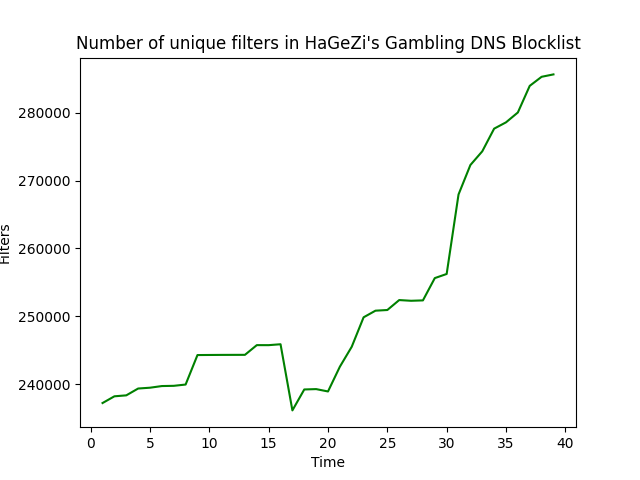 Number of unique filters in HaGeZi's Gambling DNS Blocklist
280000
270000
260000
250000
240000
Filters
0 5 10 15 20 25 30 35 40
Time